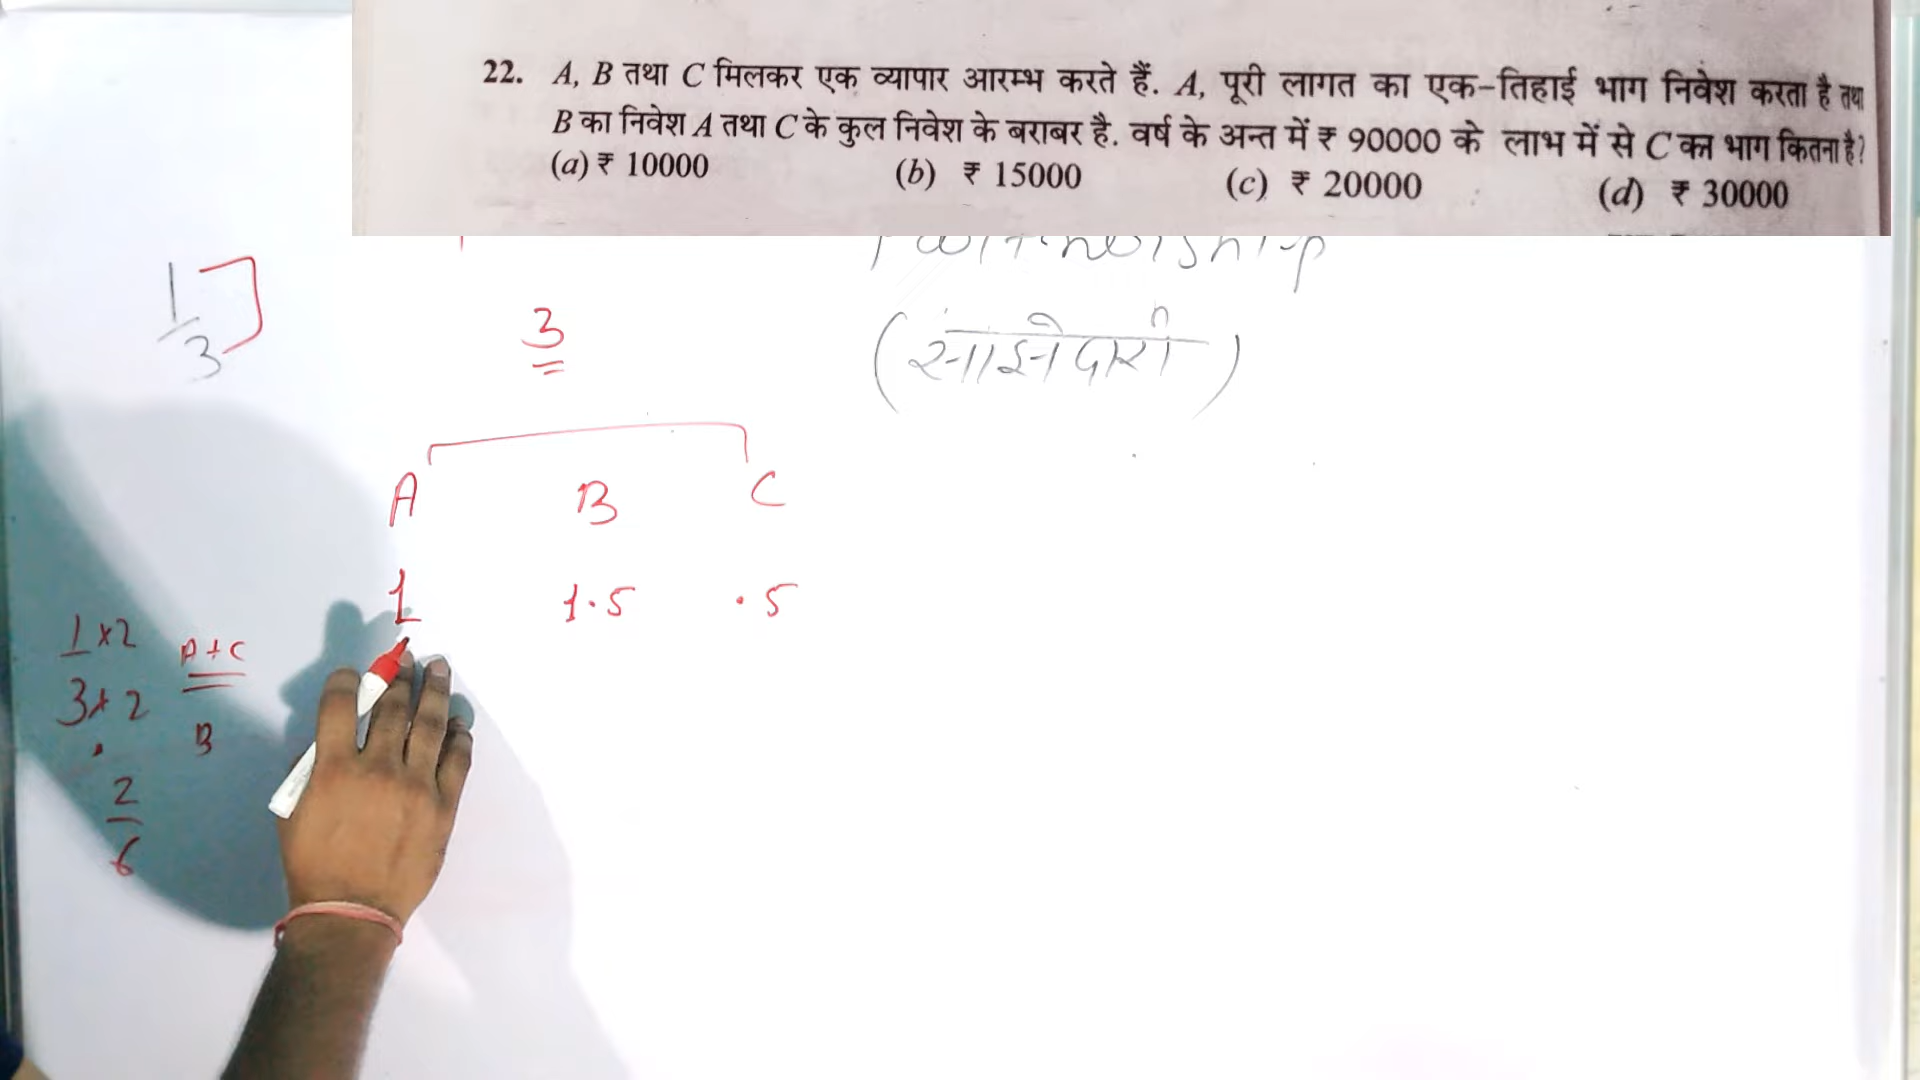 22. A, B तथा C मिलकर एक व्यापार आरम्भ करते हैं. A, पूरी लागत का एक-तिहाई भाग निवेश करता है तथा
B का निवेश A तथा C के कुल निवेश के बराबर है. वर्ष के अन्त में ₹ 90000 के लाभ में से C का भाग कितना है?
(a) ₹ 10000 (b) ₹ 15000 (c) ₹ 20000 (d) ₹ 30000
Partnership
1/3
3
(साझेदारी)
A B C
1 1.5 .5
1×2 A+C
3×2
B
2/6